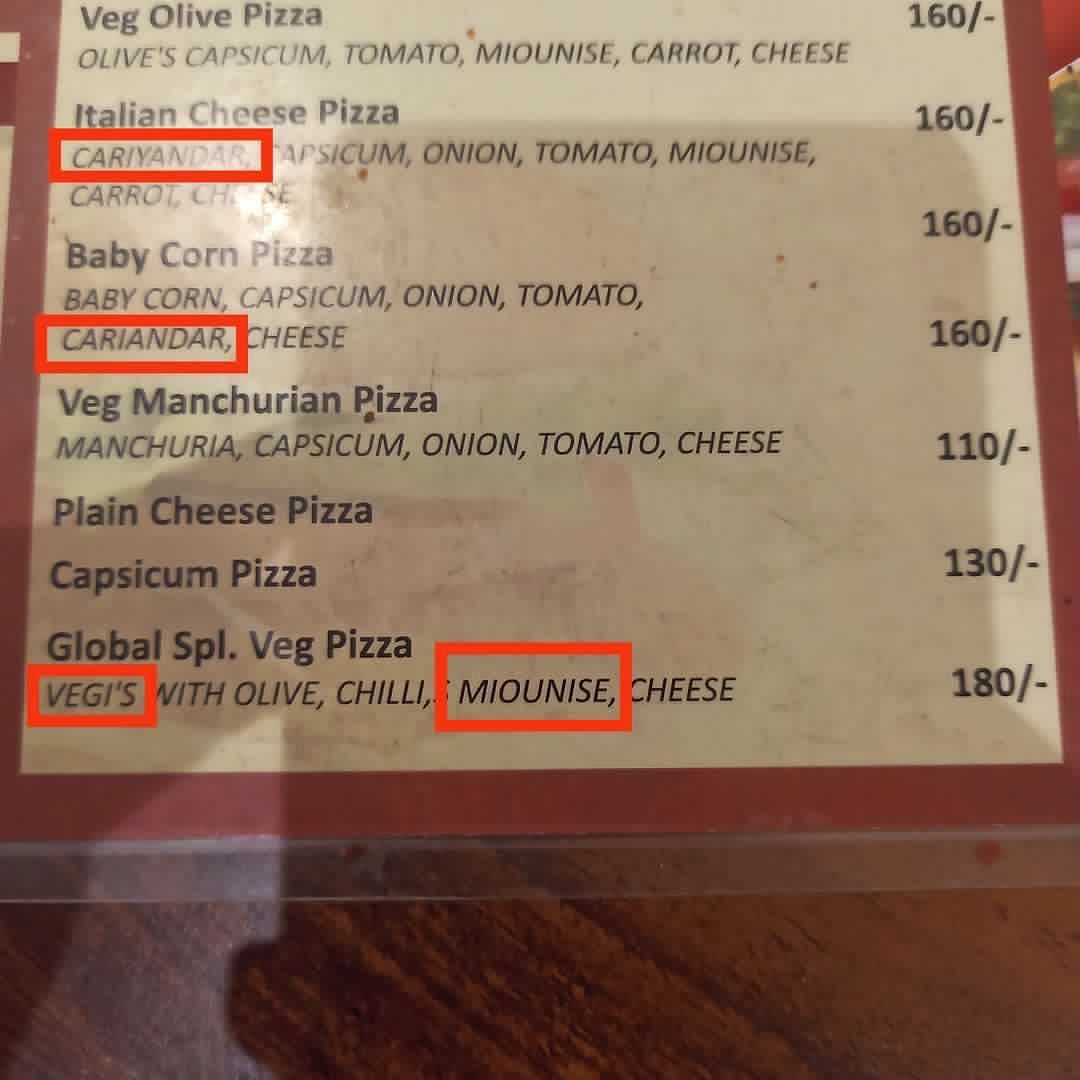 Veg Olive Pizza 160/-
OLIVE'S CAPSICUM, TOMATO, MIOUNISE, CARROT, CHEESE
Italian Cheese Pizza 160/-
CARIYANDAR, CAPSICUM, ONION, TOMATO, MIOUNISE,
CARROT, CHEESE
160/-
Baby Corn Pizza
BABY CORN, CAPSICUM, ONION, TOMATO,
CARIANDAR, CHEESE 160/-
Veg Manchurian Pizza
MANCHURIA, CAPSICUM, ONION, TOMATO, CHEESE 110/-
Plain Cheese Pizza
Capsicum Pizza 130/-
Global Spl. Veg Pizza
VEGI'S WITH OLIVE, CHILLI, MIOUNISE, CHEESE 180/-